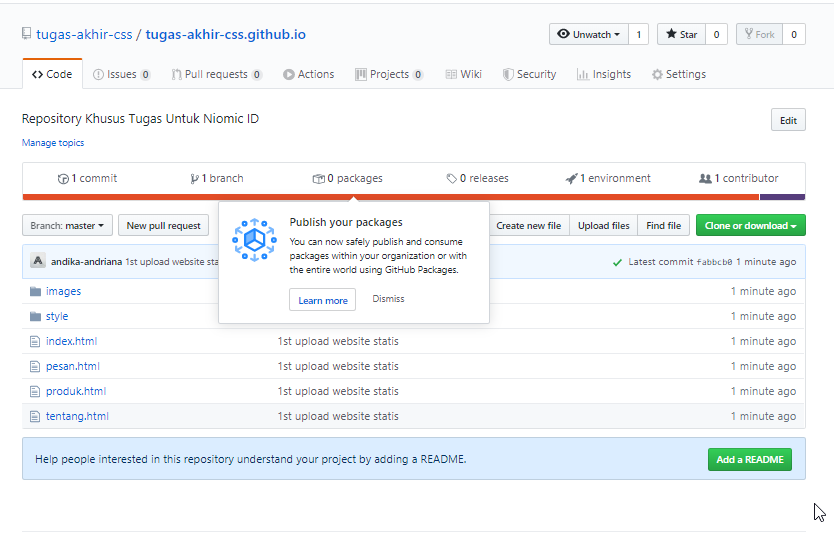 tugas-akhir-css / tugas-akhir-css.github.io Unwatch 1 Star 0 Fork 0
Code Issues 0 Pull requests 0 Actions Projects 0 Wiki Security Insights Settings
Repository Khusus Tugas Untuk Niomic ID Edit
Manage topics
1 commit 1 branch 0 packages 0 releases 1 environment 1 contributor
Branch: master New pull request Create new file Upload files Find file Clone or download
Publish your packages
You can now safely publish and consume
packages within your organization or with
the entire world using GitHub Packages.
Learn more Dismiss
A andika-andriana 1st upload website sta Latest commit fabbcb0 1 minute ago
images 1 minute ago
style 1 minute ago
index.html 1st upload website statis 1 minute ago
pesan.html 1st upload website statis 1 minute ago
produk.html 1st upload website statis 1 minute ago
tentang.html 1st upload website statis 1 minute ago
Help people interested in this repository understand your project by adding a README. Add a README